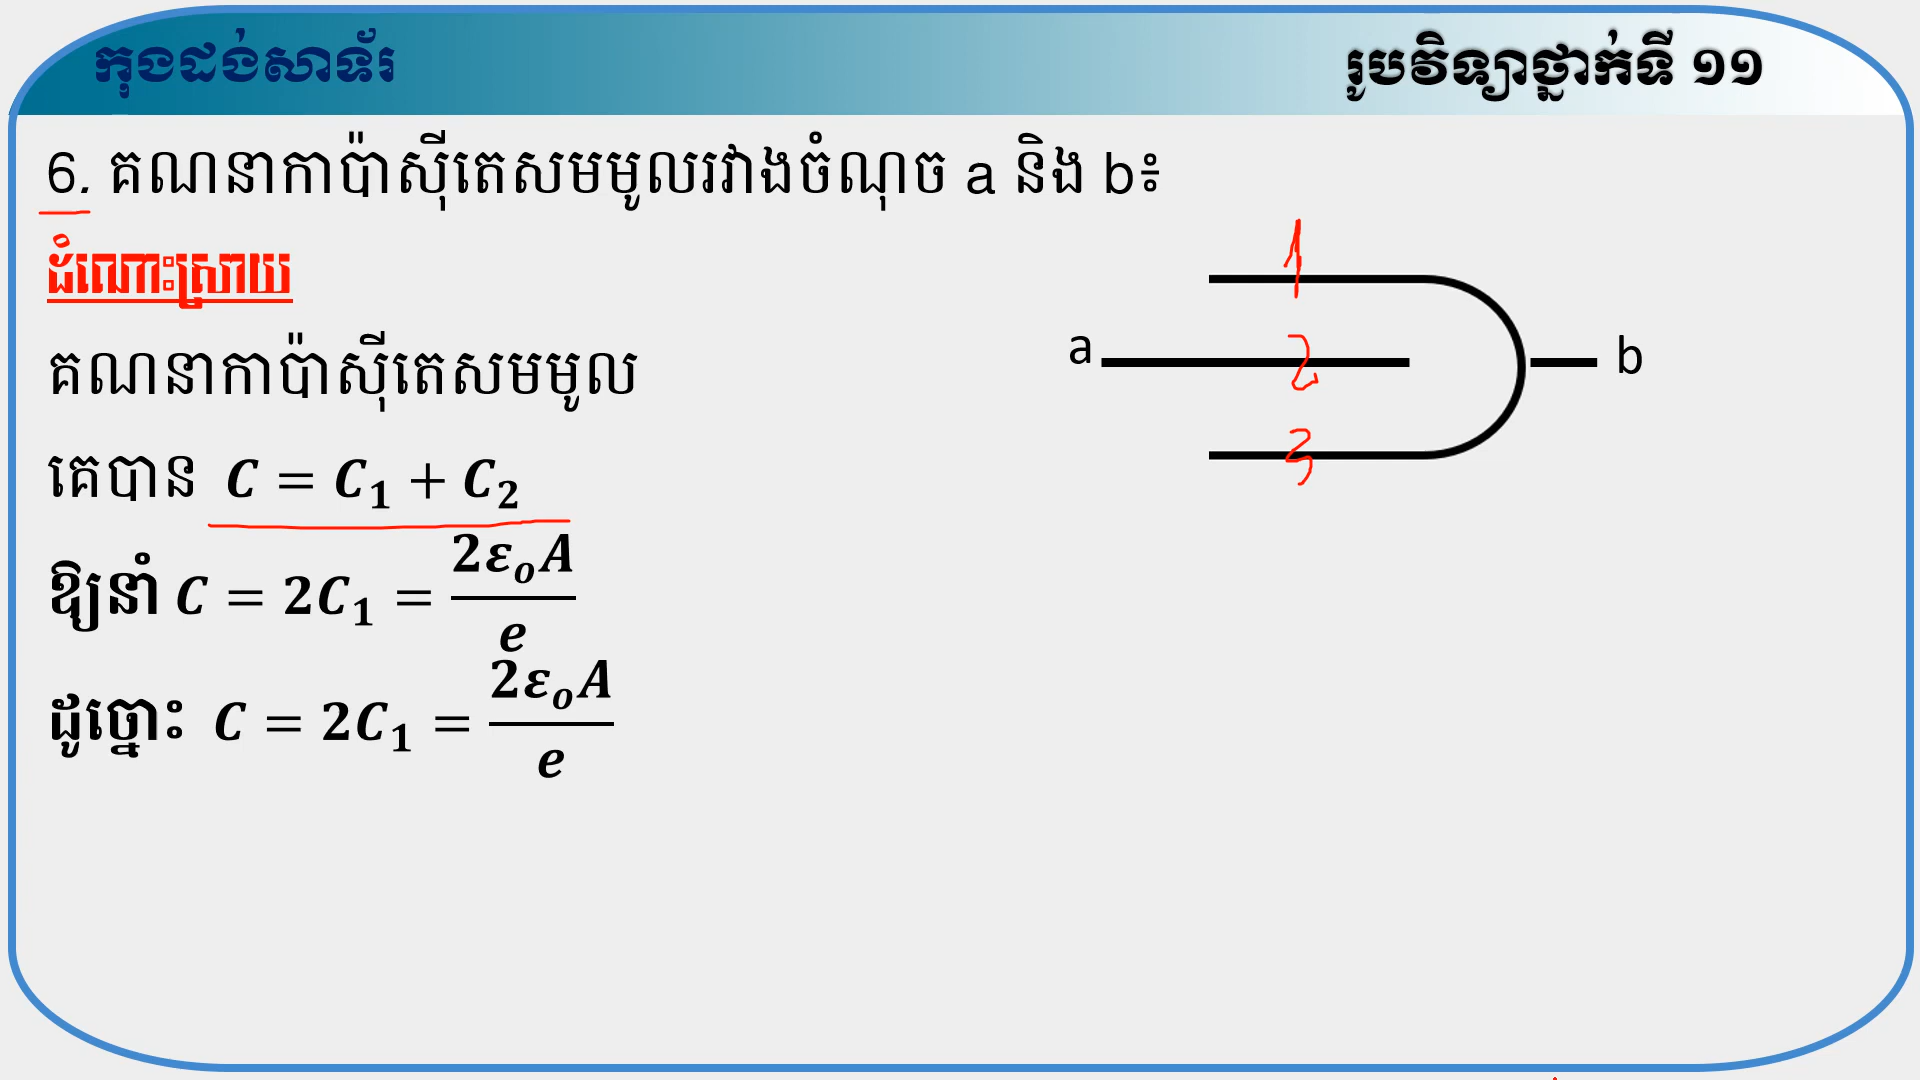 កុងដង់សាទ័រ
រូបវិទ្យាថ្នាក់ទី ១១
6. គណនាកាប៉ាស៊ីតេសមមូលរវាងចំណុច a និង b៖
ដំណោះស្រាយ
គណនាកាប៉ាស៊ីតេសមមូល
គេបាន C = C₁ + C₂
ឱ្យនាំ C = 2C₁ = 2ε₀A / e
ដូច្នោះ C = 2C₁ = 2ε₀A / e
1
a 2 b
3